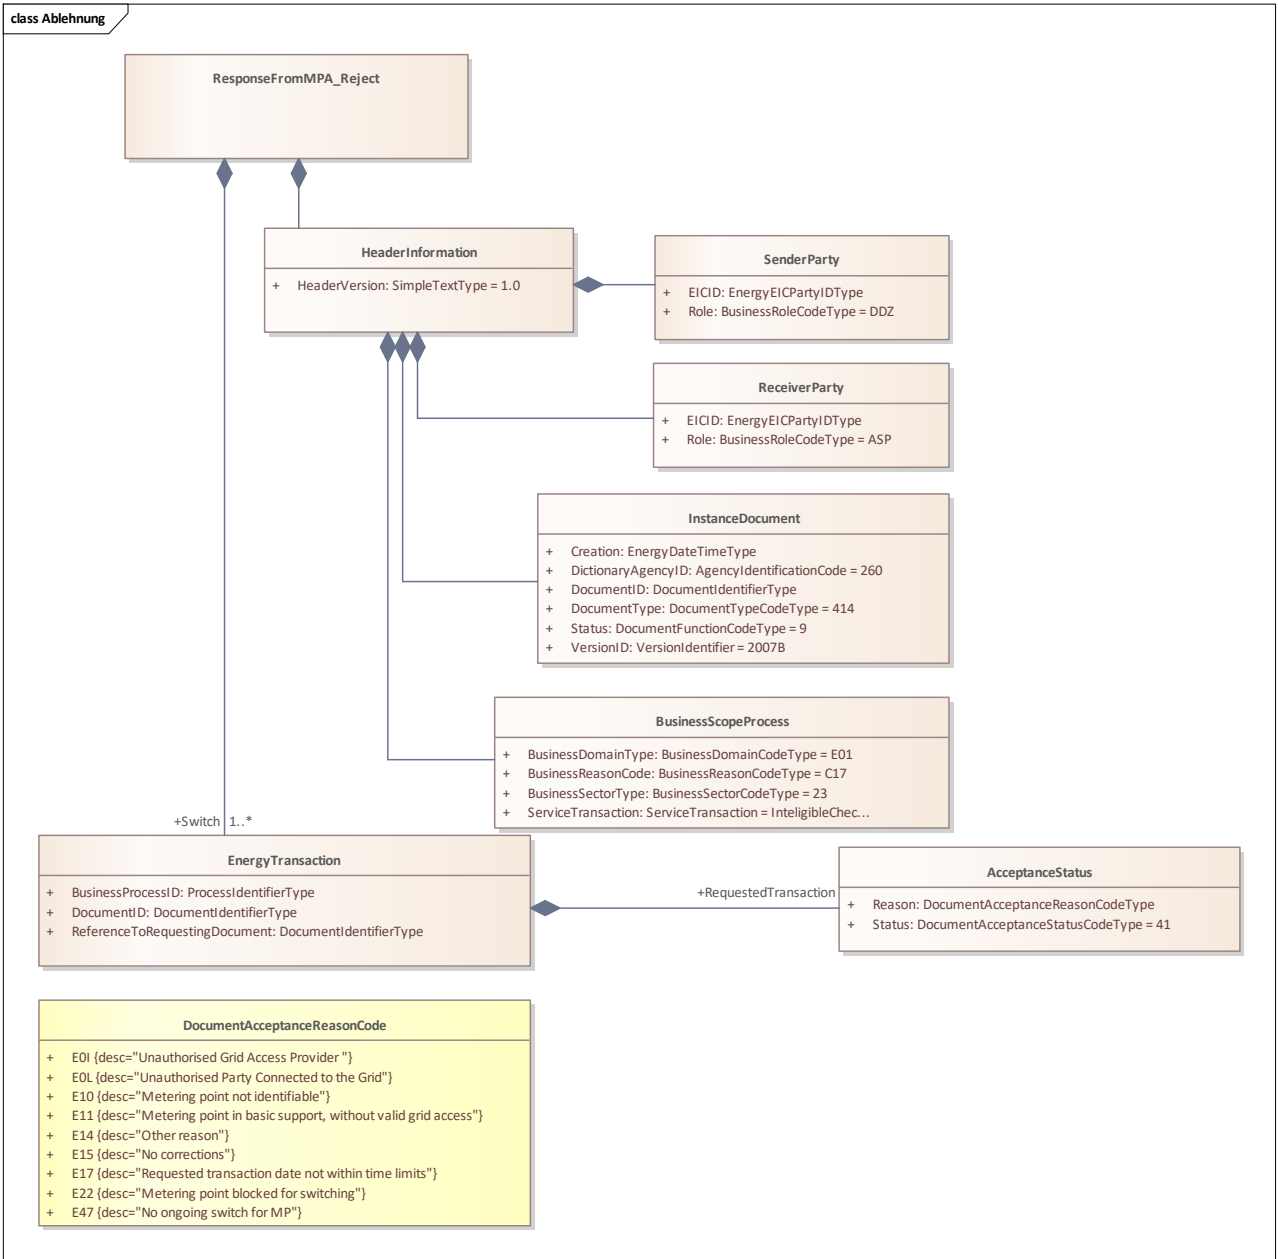 class Ablehnung
ResponseFromMPA_Reject
HeaderInformation
+ HeaderVersion: SimpleTextType = 1.0
SenderParty
+ EICID: EnergyEICPartyIDType
+ Role: BusinessRoleCodeType = DDZ
ReceiverParty
+ EICID: EnergyEICPartyIDType
+ Role: BusinessRoleCodeType = ASP
InstanceDocument
+ Creation: EnergyDateTimeType
+ DictionaryAgencyID: AgencyIdentificationCode = 260
+ DocumentID: DocumentIdentifierType
+ DocumentType: DocumentTypeCodeType = 414
+ Status: DocumentFunctionCodeType = 9
+ VersionID: VersionIdentifier = 2007B
BusinessScopeProcess
+ BusinessDomainType: BusinessDomainCodeType = E01
+ BusinessReasonCode: BusinessReasonCodeType = C17
+ BusinessSectorType: BusinessSectorCodeType = 23
+ ServiceTransaction: ServiceTransaction = InteligibleChec...
+Switch 1..*
EnergyTransaction
+ BusinessProcessID: ProcessIdentifierType
+ DocumentID: DocumentIdentifierType
+ ReferenceToRequestingDocument: DocumentIdentifierType
+RequestedTransaction
AcceptanceStatus
+ Reason: DocumentAcceptanceReasonCodeType
+ Status: DocumentAcceptanceStatusCodeType = 41
DocumentAcceptanceReasonCode
+ E0I {desc="Unauthorised Grid Access Provider "}
+ E0L {desc="Unauthorised Party Connected to the Grid"}
+ E10 {desc="Metering point not identifiable"}
+ E11 {desc="Metering point in basic support, without valid grid access"}
+ E14 {desc="Other reason"}
+ E15 {desc="No corrections"}
+ E17 {desc="Requested transaction date not within time limits"}
+ E22 {desc="Metering point blocked for switching"}
+ E47 {desc="No ongoing switch for MP"}